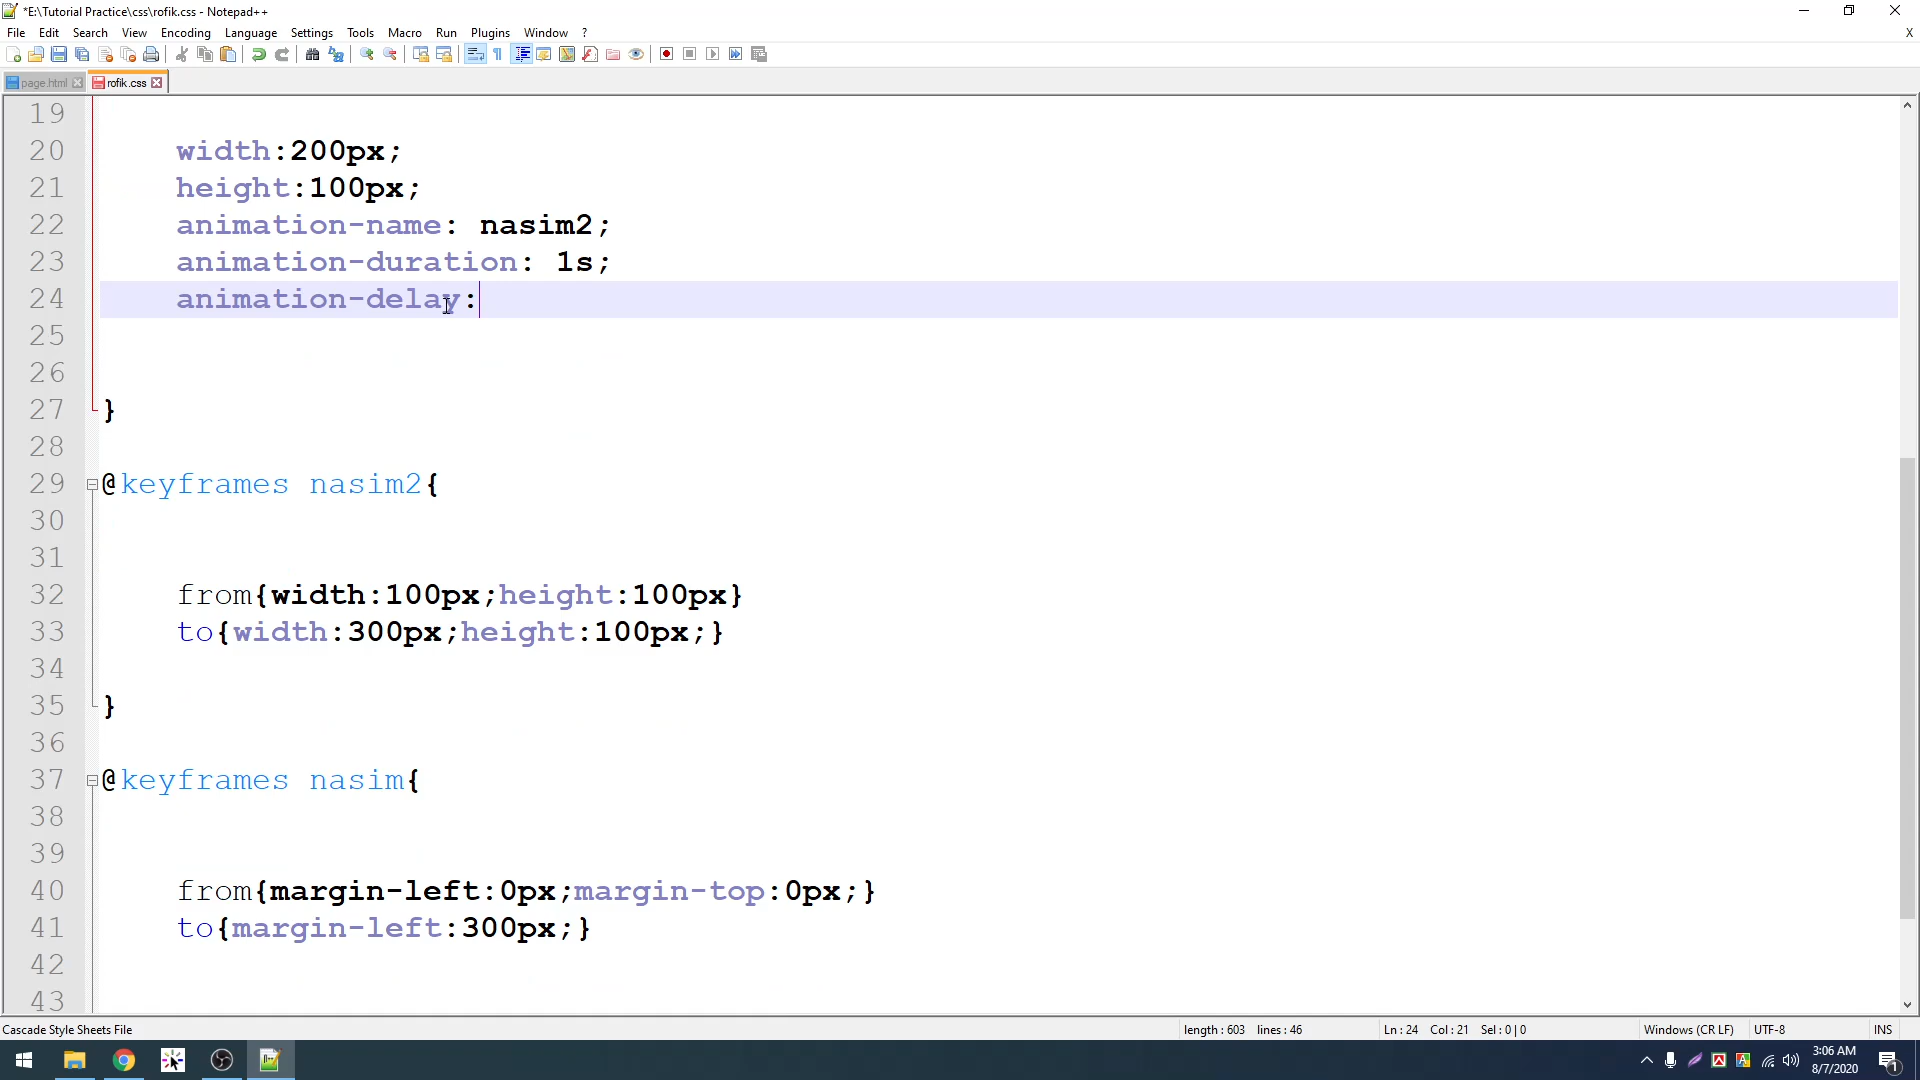 *E:\Tutorial Practice\css\rofik.css - Notepad++
File Edit Search View Encoding Language Settings Tools Macro Run Plugins Window ? X
page.html rofik.css
19
20 width:200px;
21 height:100px;
22 animation-name: nasim2;
23 animation-duration: 1s;
24 animation-delay:
25
26
27 }
28
29 @keyframes nasim2{
30
31
32 from{width:100px;height:100px}
33 to{width:300px;height:100px;}
34
35 }
36
37 @keyframes nasim{
38
39
40 from{margin-left:0px;margin-top:0px;}
41 to{margin-left:300px;}
42
43
Cascade Style Sheets File length : 603 lines : 46 Ln : 24 Col : 21 Sel : 0 | 0 Windows (CR LF) UTF-8 INS
3:06 AM
8/7/2020
1